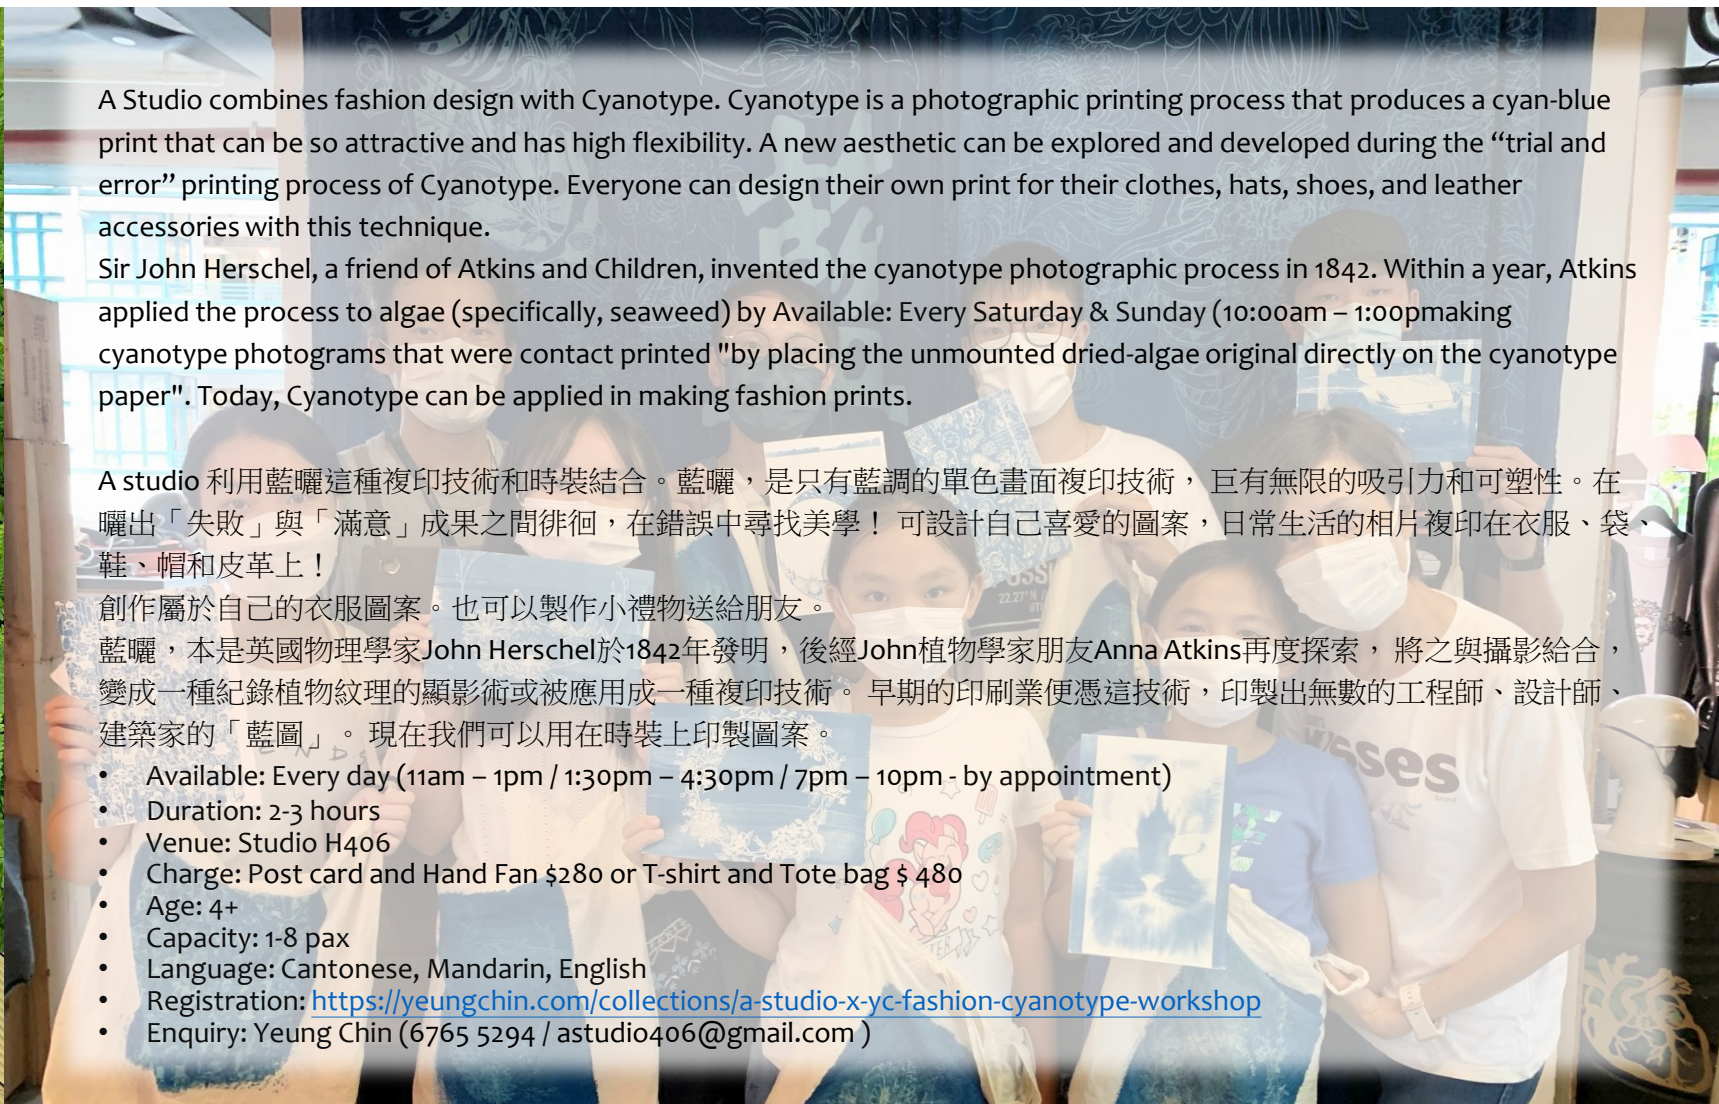 A Studio combines fashion design with Cyanotype. Cyanotype is a photographic printing process that produces a cyan-blue
print that can be so attractive and has high flexibility. A new aesthetic can be explored and developed during the “trial and
error” printing process of Cyanotype. Everyone can design their own print for their clothes, hats, shoes, and leather
accessories with this technique.
Sir John Herschel, a friend of Atkins and Children, invented the cyanotype photographic process in 1842. Within a year, Atkins
applied the process to algae (specifically, seaweed) by Available: Every Saturday & Sunday (10:00am – 1:00pmaking
cyanotype photograms that were contact printed "by placing the unmounted dried-algae original directly on the cyanotype
paper". Today, Cyanotype can be applied in making fashion prints.
A studio 利用藍曬這種複印技術和時裝結合。藍曬，是只有藍調的單色畫面複印技術， 巨有無限的吸引力和可塑性。在
曬出「失敗」與「滿意」成果之間徘徊，在錯誤中尋找美學！ 可設計自己喜愛的圖案，日常生活的相片複印在衣服、袋、
鞋、帽和皮革上！
創作屬於自己的衣服圖案。也可以製作小禮物送給朋友。
藍曬，本是英國物理學家John Herschel於1842年發明，後經John植物學家朋友Anna Atkins再度探索， 將之與攝影給合，
變成一種紀錄植物紋理的顯影術或被應用成一種複印技術。 早期的印刷業便憑這技術，印製出無數的工程師、設計師、
建築家的「藍圖」。 現在我們可以用在時裝上印製圖案。
• Available: Every day (11am – 1pm / 1:30pm – 4:30pm / 7pm – 10pm - by appointment)
• Duration: 2-3 hours
• Venue: Studio H406
• Charge: Post card and Hand Fan $280 or T-shirt and Tote bag $ 480
• Age: 4+
• Capacity: 1-8 pax
• Language: Cantonese, Mandarin, English
• Registration: https://yeungchin.com/collections/a-studio-x-yc-fashion-cyanotype-workshop
• Enquiry: Yeung Chin (6765 5294 / astudio406@gmail.com )